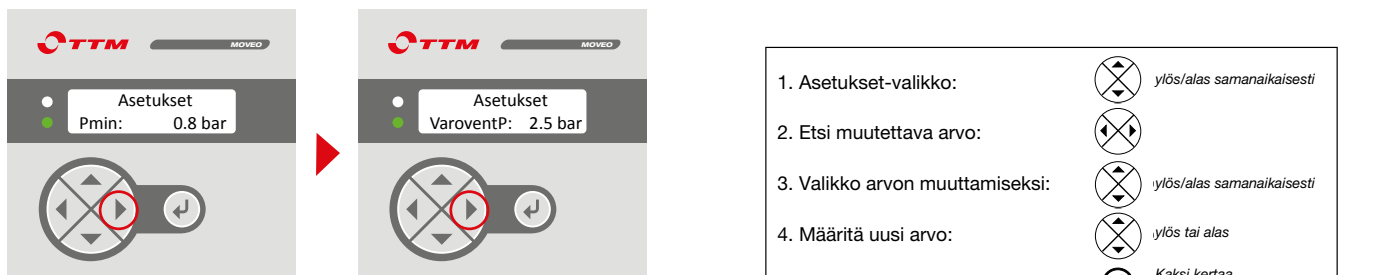 TTM MOVEO
Asetukset
Pmin: 0.8 bar
TTM MOVEO
Asetukset
VaroventP: 2.5 bar
1. Asetukset-valikko: ylös/alas samanaikaisesti
2. Etsi muutettava arvo:
3. Valikko arvon muuttamiseksi: ylös/alas samanaikaisesti
4. Määritä uusi arvo: ylös tai alas
Kaksi kertaa